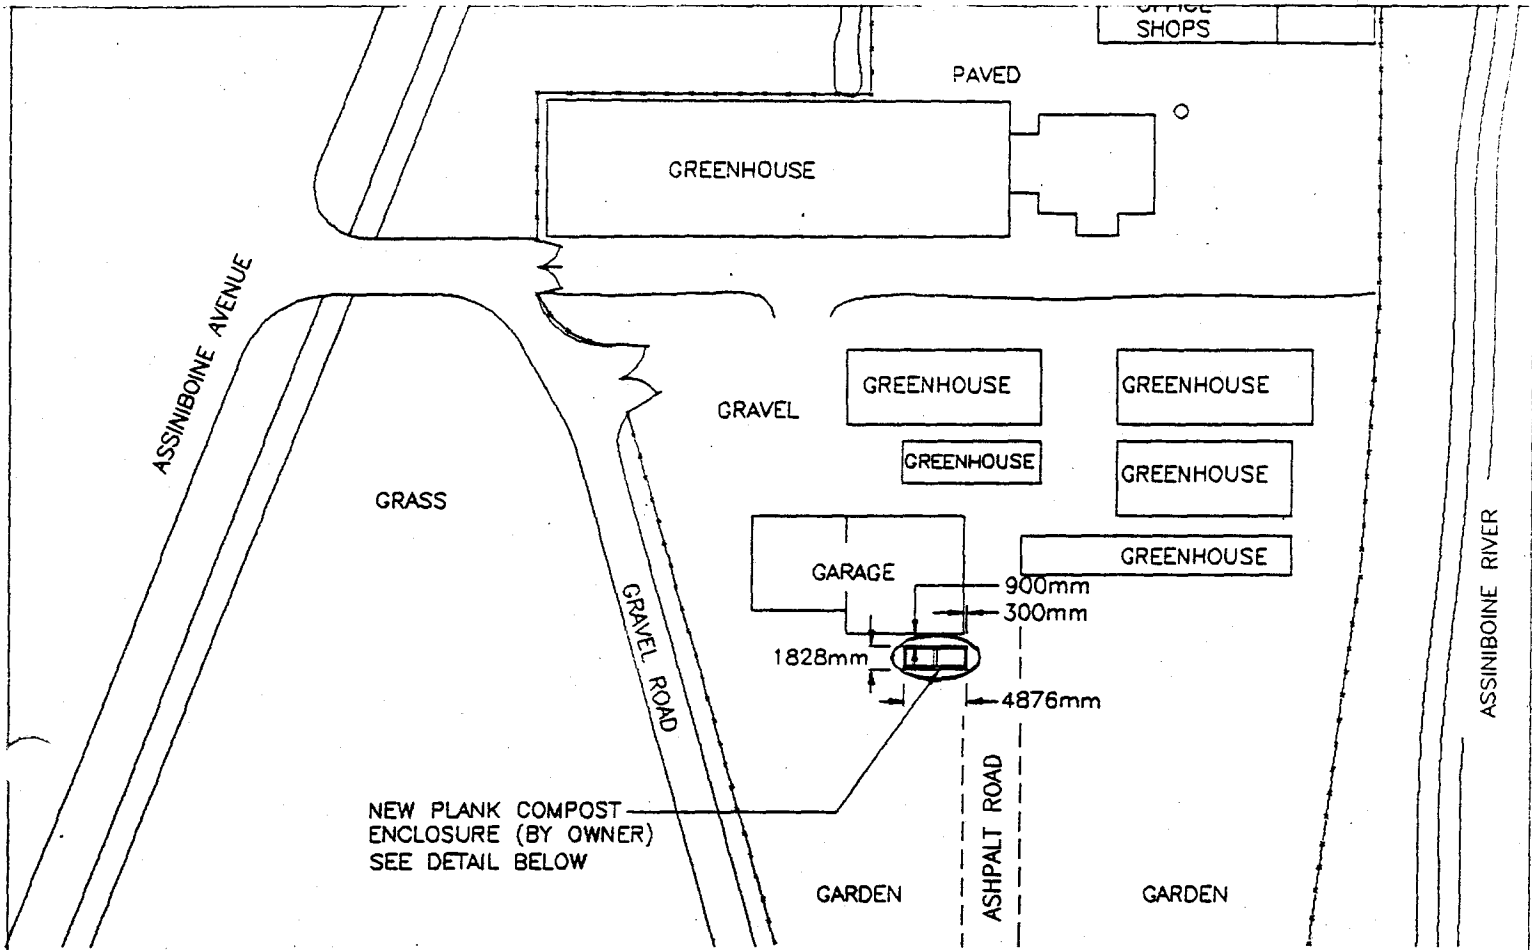 SHOPS
PAVED
GREENHOUSE
ASSINIBOINE AVENUE
GREENHOUSE
GREENHOUSE
GRAVEL
GREENHOUSE
GREENHOUSE
GRASS
GREENHOUSE
GARAGE
900mm
300mm
1828mm
4876mm
GRAVEL ROAD
ASSINIBOINE RIVER
NEW PLANK COMPOST
ENCLOSURE (BY OWNER)
SEE DETAIL BELOW
ASHPALT ROAD
GARDEN
GARDEN